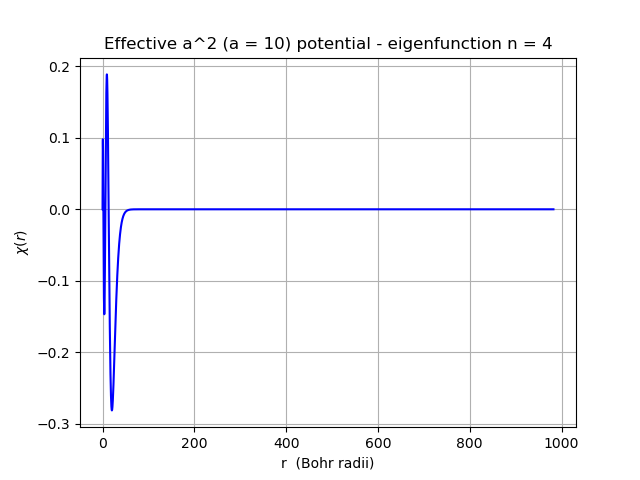 Effective a^2 (a = 10) potential - eigenfunction n = 4
0.2
0.1
0.0
−0.1
−0.2
−0.3
χ(r)
0 200 400 600 800 1000
r (Bohr radii)